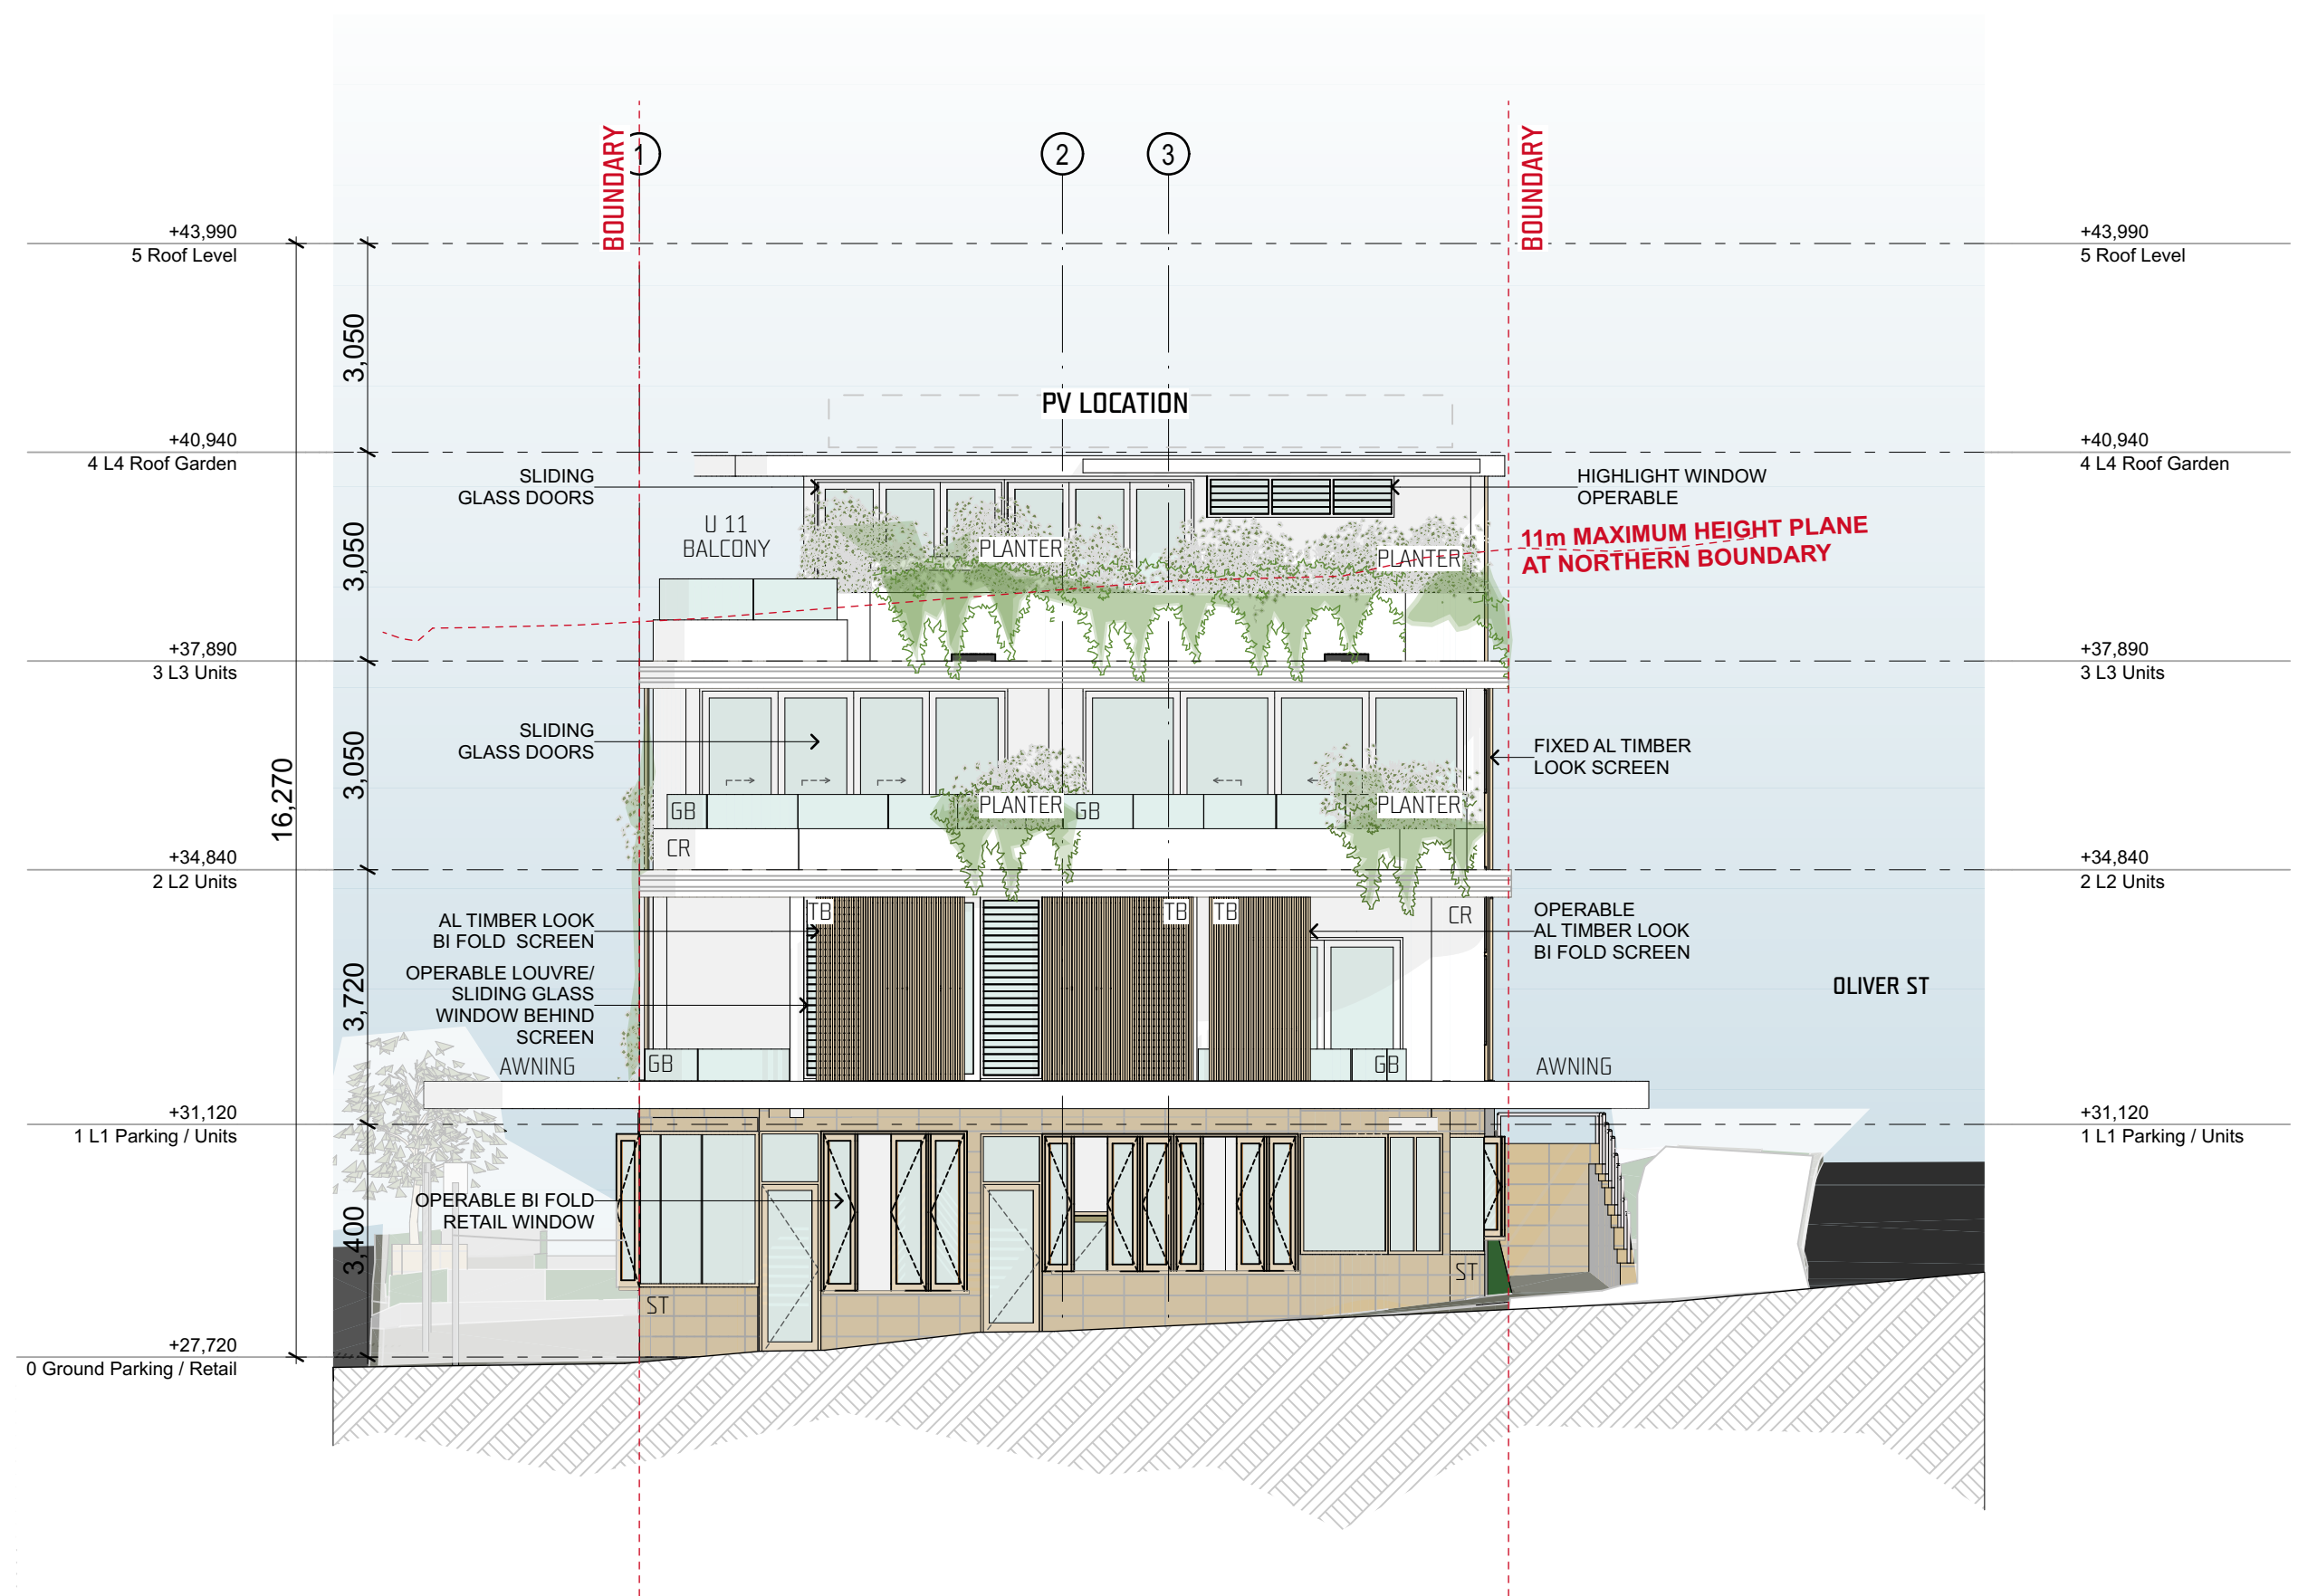 BOUNDARY
1
2
3
BOUNDARY
+43,990
5 Roof Level
+43,990
5 Roof Level
3,050
PV LOCATION
+40,940
4 L4 Roof Garden
+40,940
4 L4 Roof Garden
SLIDING
GLASS DOORS
HIGHLIGHT WINDOW
OPERABLE
U 11
BALCONY
PLANTER
PLANTER
11m MAXIMUM HEIGHT PLANE
AT NORTHERN BOUNDARY
3,050
+37,890
3 L3 Units
+37,890
3 L3 Units
SLIDING
GLASS DOORS
FIXED AL TIMBER
LOOK SCREEN
3,050
16,270
GB
PLANTER
GB
PLANTER
CR
+34,840
2 L2 Units
+34,840
2 L2 Units
AL TIMBER LOOK
BI FOLD SCREEN
TB
TB
TB
CR
OPERABLE
AL TIMBER LOOK
BI FOLD SCREEN
OPERABLE LOUVRE/
SLIDING GLASS
WINDOW BEHIND
SCREEN
3,720
OLIVER ST
AWNING
GB
GB
AWNING
+31,120
1 L1 Parking / Units
+31,120
1 L1 Parking / Units
OPERABLE BI FOLD
RETAIL WINDOW
3,400
ST
ST
+27,720
0 Ground Parking / Retail